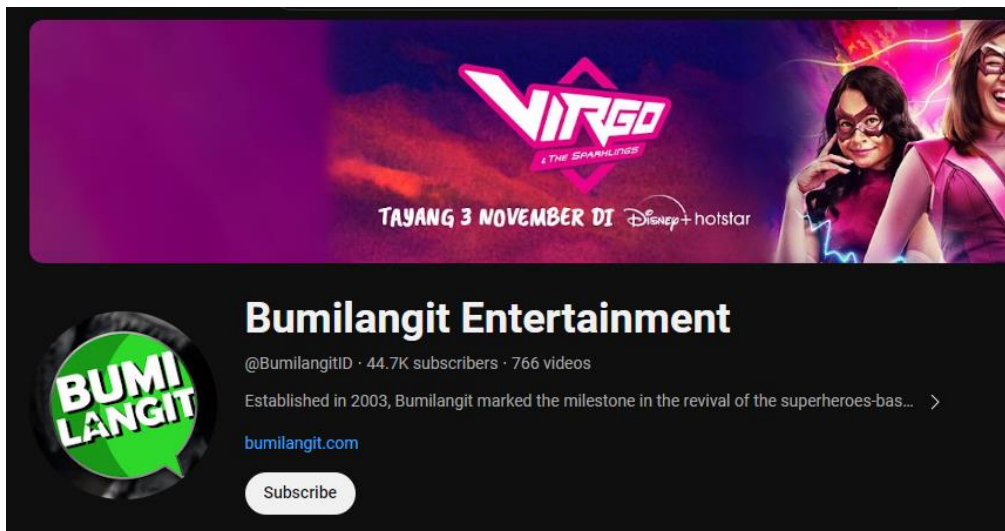 VIRGO
& THE SPARKLINGS
TAYANG 3 NOVEMBER DI Disney+ hotstar
BUMI
LANGIT
Bumilangit Entertainment
@BumilangitID · 44.7K subscribers · 766 videos
Established in 2003, Bumilangit marked the milestone in the revival of the superheroes-bas...
bumilangit.com
Subscribe